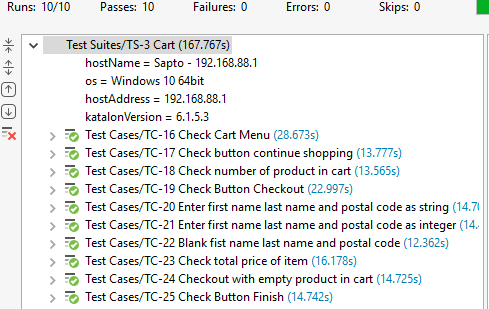 Runs: 10/10 Passes: 10 Failures: 0 Errors: 0 Skips: 0
Test Suites/TS-3 Cart (167.767s)
hostName = Sapto - 192.168.88.1
os = Windows 10 64bit
hostAddress = 192.168.88.1
katalonVersion = 6.1.5.3
Test Cases/TC-16 Check Cart Menu (28.673s)
Test Cases/TC-17 Check button continue shopping (13.777s)
Test Cases/TC-18 Check number of product in cart (13.565s)
Test Cases/TC-19 Check Button Checkout (22.997s)
Test Cases/TC-20 Enter first name last name and postal code as string (14.70
Test Cases/TC-21 Enter first name last name and postal code as integer (14.
Test Cases/TC-22 Blank fist name last name and postal code (12.362s)
Test Cases/TC-23 Check total price of item (16.178s)
Test Cases/TC-24 Checkout with empty product in cart (14.725s)
Test Cases/TC-25 Check Button Finish (14.742s)